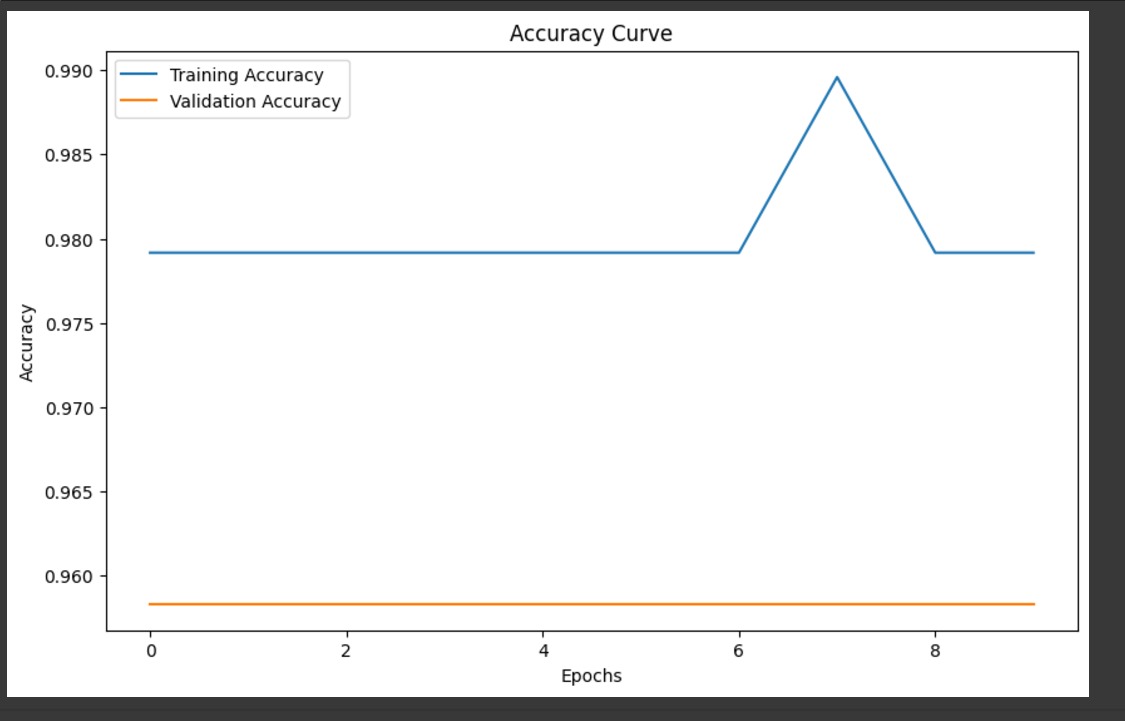 Accuracy Curve
Training Accuracy
Validation Accuracy
0.990
0.985
0.980
0.975
0.970
0.965
0.960
Accuracy
0 2 4 6 8
Epochs